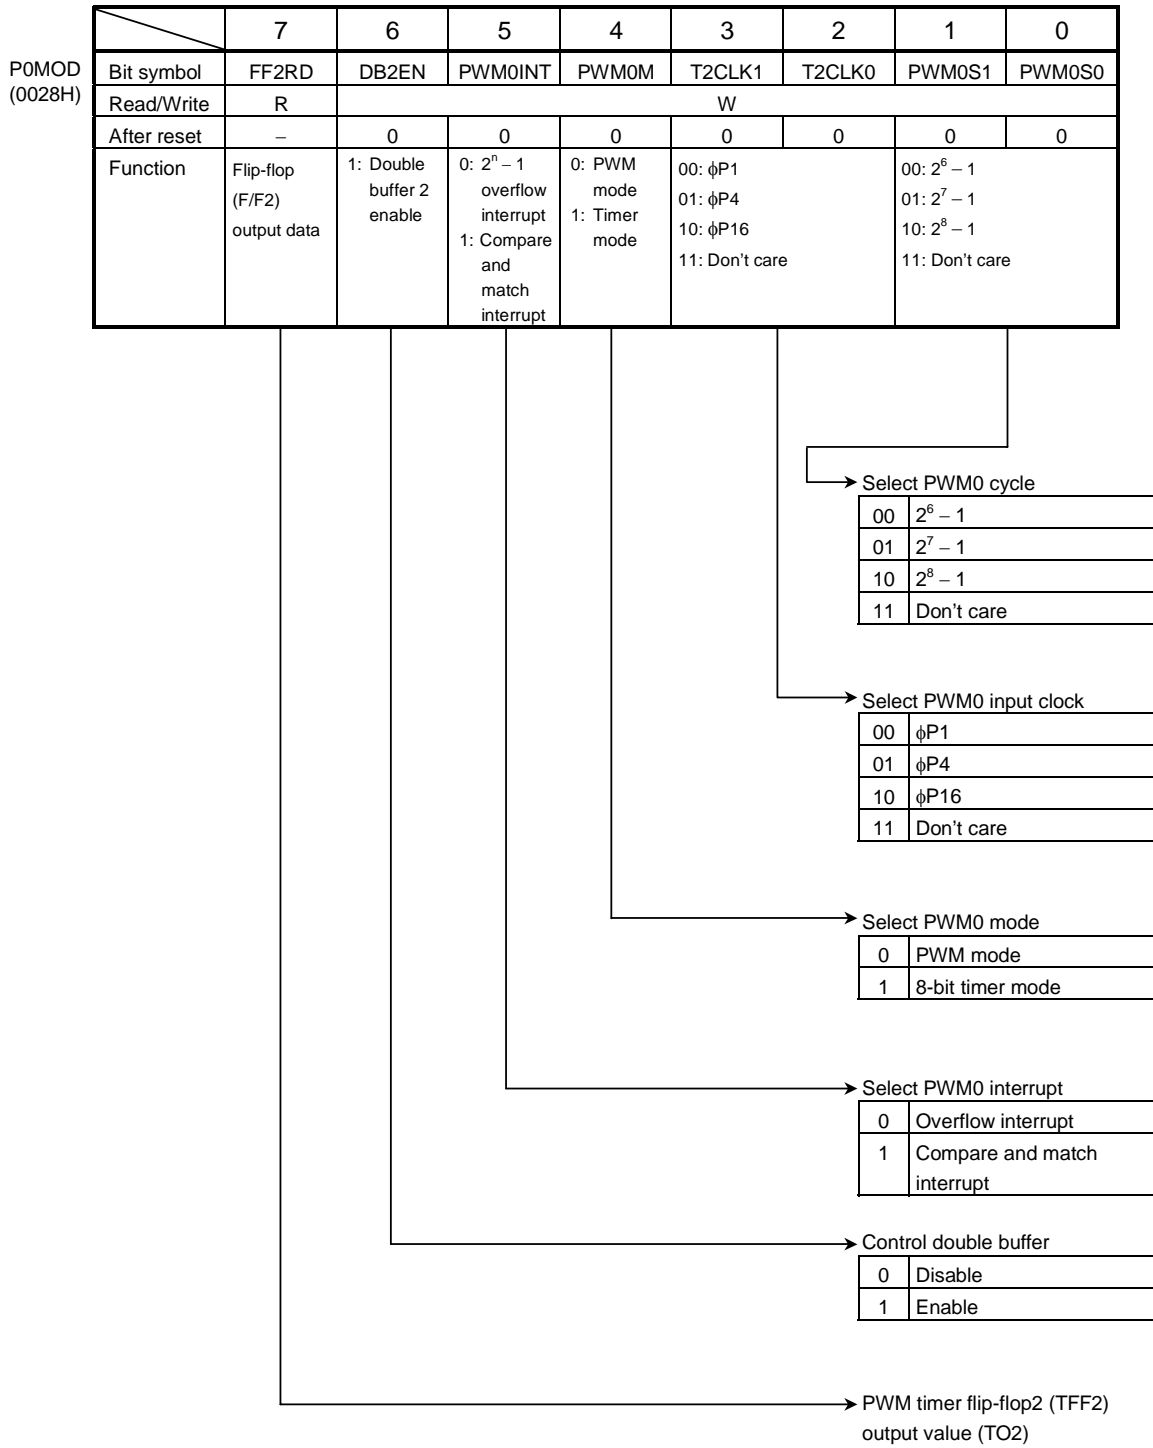 7 6 5 4 3 2 1 0
P0MOD (0028H)
Bit symbol FF2RD DB2EN PWM0INT PWM0M T2CLK1 T2CLK0 PWM0S1 PWM0S0
Read/Write R W
After reset – 0 0 0 0 0 0 0
Function
Flip-flop
(F/F2)
output data
1: Double
buffer 2
enable
0: 2ⁿ – 1
overflow
interrupt
1: Compare
and
match
interrupt
0: PWM
mode
1: Timer
mode
00: ϕP1
01: ϕP4
10: ϕP16
11: Don't care
00: 2⁶ – 1
01: 2⁷ – 1
10: 2⁸ – 1
11: Don't care
Select PWM0 cycle
00 2⁶ – 1
01 2⁷ – 1
10 2⁸ – 1
11 Don't care
Select PWM0 input clock
00 ϕP1
01 ϕP4
10 ϕP16
11 Don't care
Select PWM0 mode
0 PWM mode
1 8-bit timer mode
Select PWM0 interrupt
0 Overflow interrupt
1 Compare and match
interrupt
Control double buffer
0 Disable
1 Enable
PWM timer flip-flop2 (TFF2)
output value (TO2)